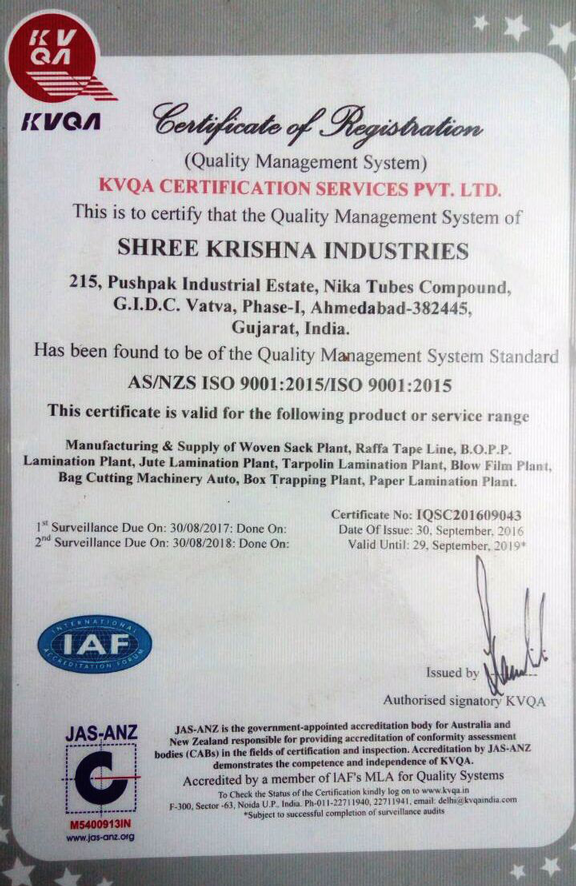 KV
QA
KVQA
Certificate of Registration
(Quality Management System)
KVQA CERTIFICATION SERVICES PVT. LTD.
This is to certify that the Quality Management System of
SHREE KRISHNA INDUSTRIES
215, Pushpak Industrial Estate, Nika Tubes Compound,
G.I.D.C. Vatva, Phase-I, Ahmedabad-382445,
Gujarat, India.
Has been found to be of the Quality Management System Standard
AS/NZS ISO 9001:2015/ISO 9001:2015
This certificate is valid for the following product or service range
Manufacturing & Supply of Woven Sack Plant, Raffa Tape Line, B.O.P.P.
Lamination Plant, Jute Lamination Plant, Tarpolin Lamination Plant, Blow Film Plant,
Bag Cutting Machinery Auto, Box Trapping Plant, Paper Lamination Plant.
Certificate No: IQSC201609043
1st Surveillance Due On: 30/08/2017: Done On: Date Of Issue: 30, September, 2016
2nd Surveillance Due On: 30/08/2018: Done On: Valid Until: 29, September, 2019*
INTERNATIONAL
IAF
ACCREDITATION FORUM
Issued by
Authorised signatory KVQA
JAS-ANZ
C
M5400913IN
www.jas-anz.org
JAS-ANZ is the government-appointed accreditation body for Australia and
New Zealand responsible for providing accreditation of conformity assessment
bodies (CABs) in the fields of certification and inspection. Accreditation by JAS-ANZ
demonstrates the competence and independence of KVQA.
Accredited by a member of IAF's MLA for Quality Systems
To Check the Status of the Certification kindly log on to www.kvqa.in
F-300, Sector -63, Noida U.P., India. Ph-011-22711940, 22711941, email: delhi@kvqaindia.com
*Subject to successful completion of surveillance audits